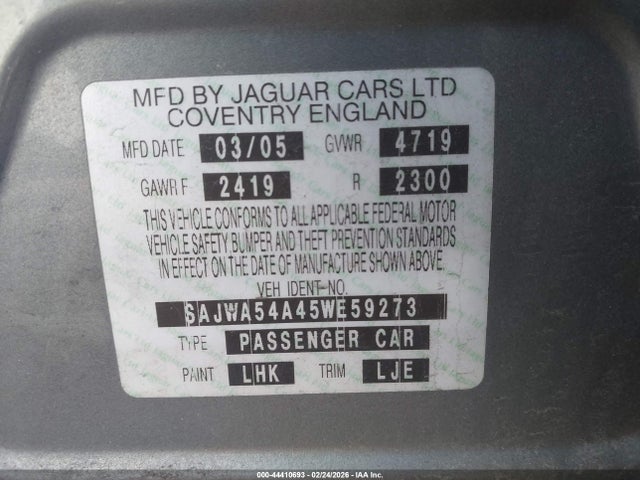 MFD BY JAGUAR CARS LTD
COVENTRY ENGLAND
MFD DATE 03/05 GVWR 4719
GAWR F 2419 R 2300
THIS VEHICLE CONFORMS TO ALL APPLICABLE FEDERAL MOTOR
VEHICLE SAFETY BUMPER AND THEFT PREVENTION STANDARDS
IN EFFECT ON THE DATE OF MANUFACTURE SHOWN ABOVE.
VEH IDENT-NO.
SAJWA54A45WE59273
TYPE PASSENGER CAR
PAINT LHK TRIM LJE
000-44410693 - 02/24/2026 - IAA Inc.